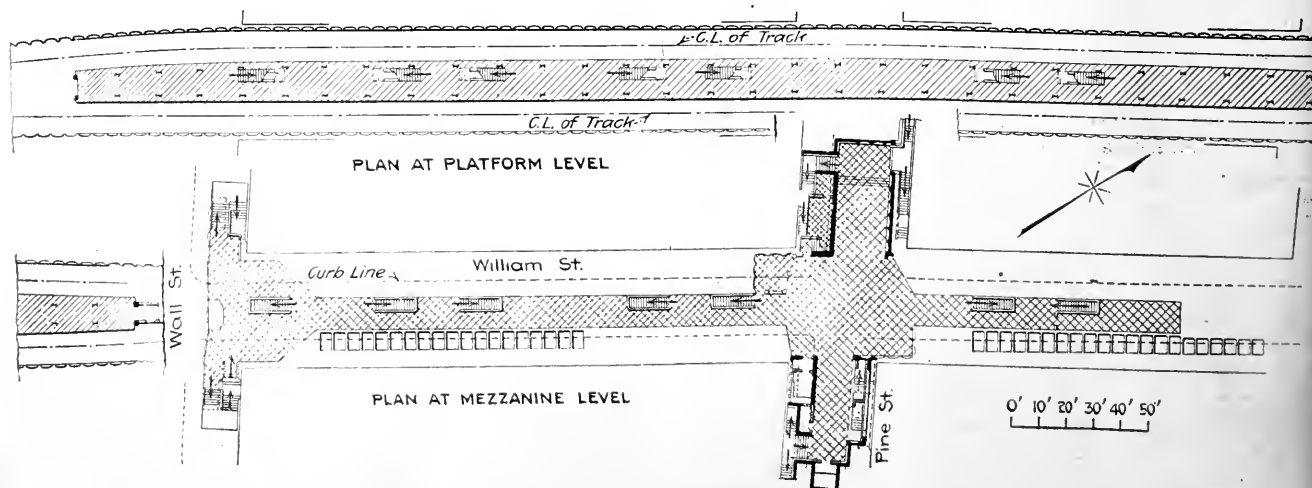 C.L. of Track
C.L. of Track
PLAN AT PLATFORM LEVEL
Wall St.
Curb Line
William St.
PLAN AT MEZZANINE LEVEL
Pine St.
0' 10' 20' 30' 40' 50'